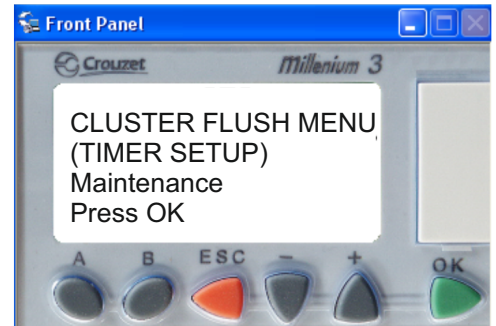 Front Panel
Crouzet
Millenium 3
CLUSTER FLUSH MENU
(TIMER SETUP)
Maintenance
Press OK
A B ESC - + OK